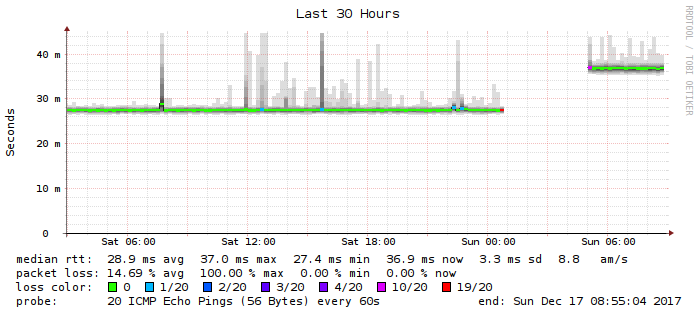 Last 30 Hours
RRDTOOL / TOBI OETIKER
Seconds
40 m
30 m
20 m
10 m
0
Sat 06:00 Sat 12:00 Sat 18:00 Sun 00:00 Sun 06:00
median rtt: 28.9 ms avg 37.0 ms max 27.4 ms min 36.9 ms now 3.3 ms sd 8.8 am/s
packet loss: 14.69 % avg 100.00 % max 0.00 % min 0.00 % now
loss color: 0 1/20 2/20 3/20 4/20 10/20 19/20
probe: 20 ICMP Echo Pings (56 Bytes) every 60s end: Sun Dec 17 08:55:04 2017